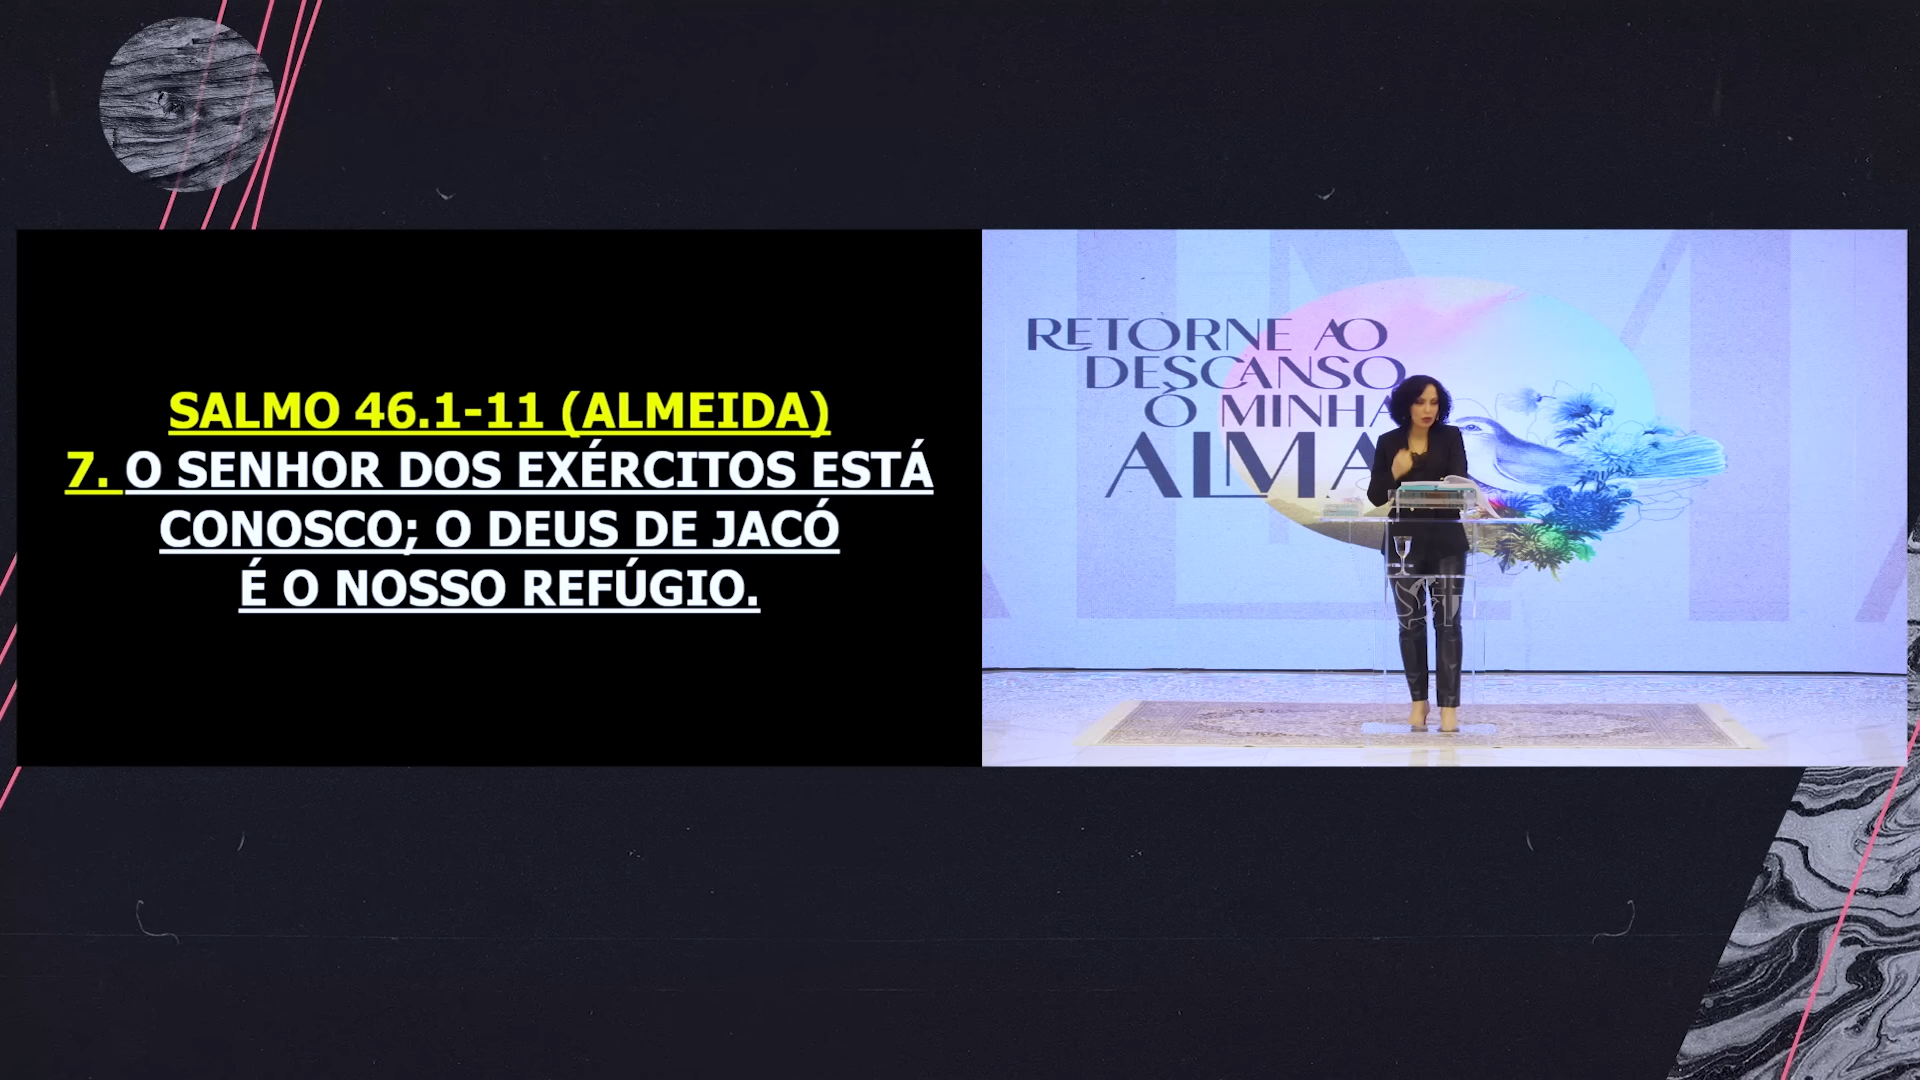 SALMO 46.1-11 (ALMEIDA)
7. O SENHOR DOS EXÉRCITOS ESTÁ
CONOSCO; O DEUS DE JACÓ
É O NOSSO REFÚGIO.
RETORNE AO
DESCANSO
Ó MINHA
ALMA